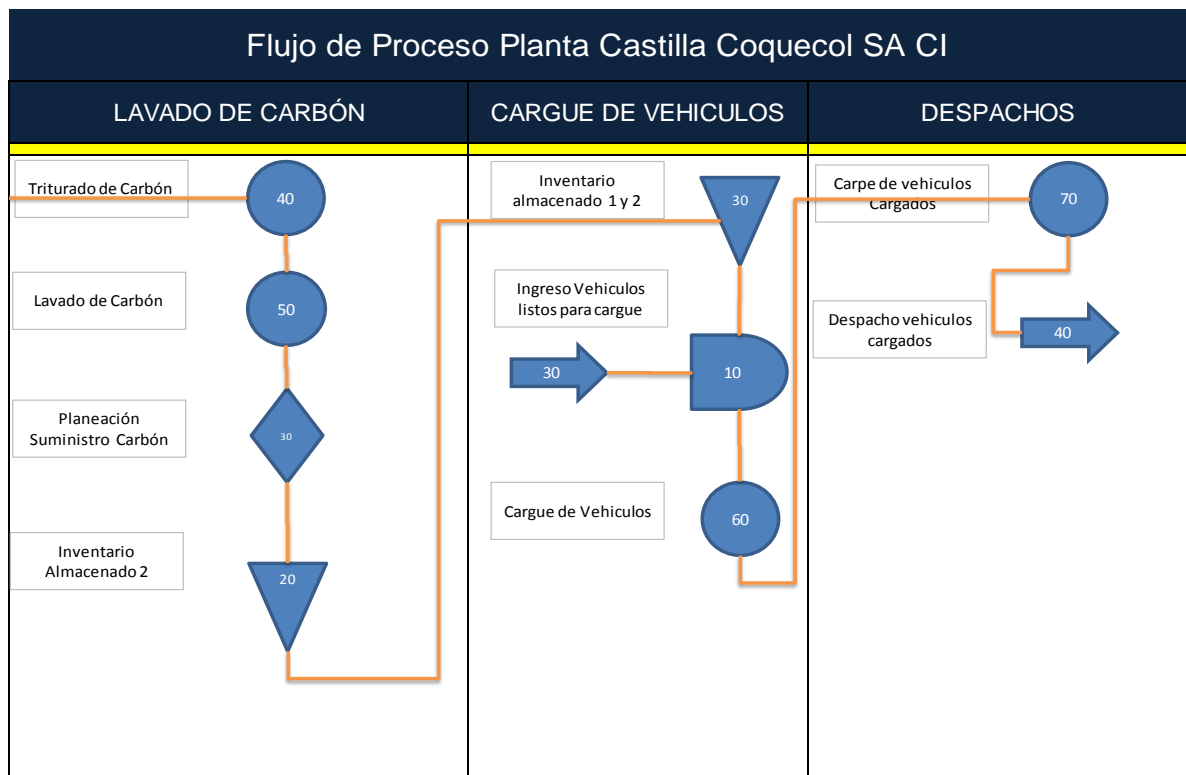 Flujo de Proceso Planta Castilla Coquecol SA CI
LAVADO DE CARBÓN
CARGUE DE VEHICULOS
DESPACHOS
Triturado de Carbón
40
Lavado de Carbón
50
Planeación
Suministro Carbón
30
Inventario
Almacenado 2
20
Inventario
almacenado 1 y 2
30
Ingreso Vehiculos
listos para cargue
30
10
Cargue de Vehiculos
60
Carpe de vehiculos
Cargados
70
Despacho vehiculos
cargados
40